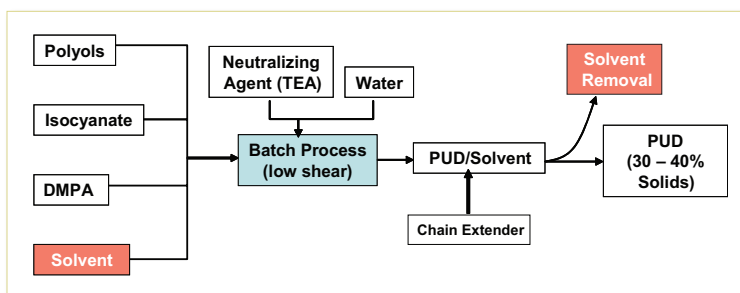 Polyols
Isocyanate
DMPA
Solvent
Neutralizing
Agent (TEA)
Water
Batch Process
(low shear)
PUD/Solvent
Chain Extender
Solvent
Removal
PUD
(30 – 40%
Solids)